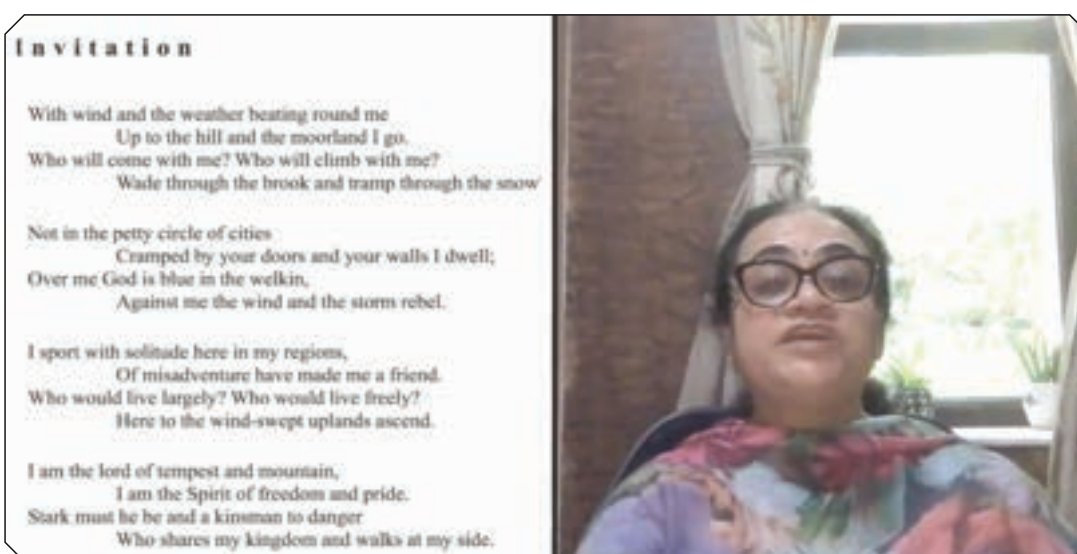 Invitation
With wind and the weather beating round me
Up to the hill and the moorland I go.
Who will come with me? Who will climb with me?
Wade through the brook and tramp through the snow
Not in the petty circle of cities
Cramped by your doors and your walls I dwell;
Over me God is blue in the welkin,
Against me the wind and the storm rebel.
I sport with solitude here in my regions,
Of misadventure have made me a friend.
Who would live largely? Who would live freely?
Here to the wind-swept uplands ascend.
I am the lord of tempest and mountain,
I am the Spirit of freedom and pride.
Stark must he be and a kinsman to danger
Who shares my kingdom and walks at my side.